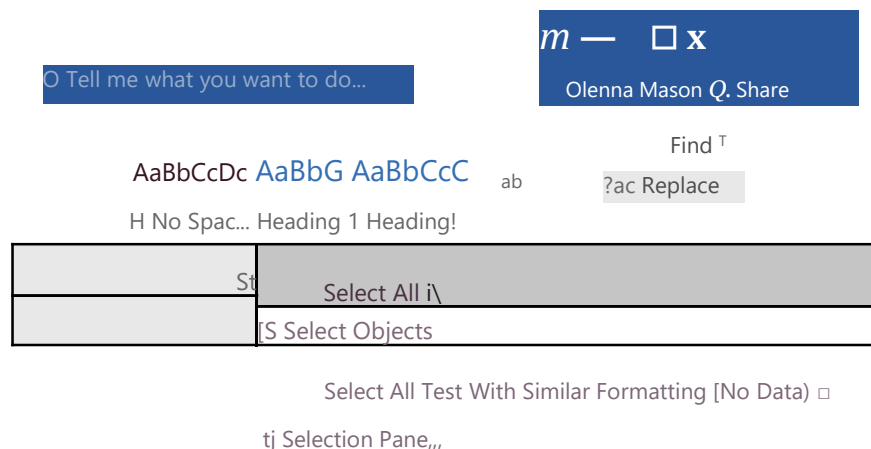 m — □ x
O Tell me what you want to do...
Olenna Mason Q. Share
Find T
AaBbCcDc AaBbG AaBbCcC ab ?ac Replace
H No Spac... Heading 1 Heading!
St Select All i\
[S Select Objects
Select All Test With Similar Formatting [No Data) □
tj Selection Pane,,,